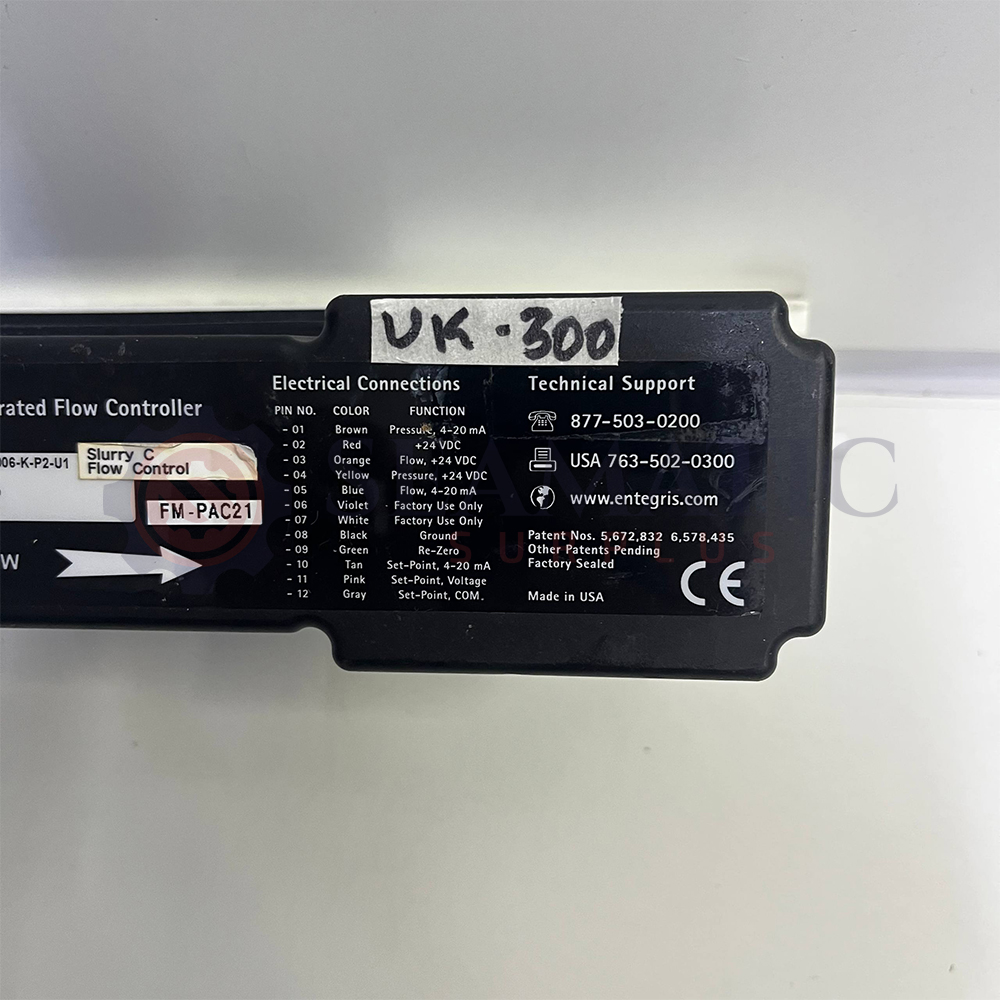 UK-300
rated Flow Controller
006-K-P2-U1
Slurry C
Flow Control
FM-PAC21
W
Electrical Connections
PIN NO. COLOR FUNCTION
- 01 Brown Pressure, 4-20 mA
- 02 Red +24 VDC
- 03 Orange Flow, +24 VDC
- 04 Yellow Pressure, +24 VDC
- 05 Blue Flow, 4-20 mA
- 06 Violet Factory Use Only
- 07 White Factory Use Only
- 08 Black Ground
- 09 Green Re-Zero
- 10 Tan Set-Point, 4-20 mA
- 11 Pink Set-Point, Voltage
- 12 Gray Set-Point, COM.
Technical Support
877-503-0200
USA 763-502-0300
www.entegris.com
Patent Nos. 5,672,832 6,578,435
Other Patents Pending
Factory Sealed
Made in USA
CE
SURPLUS